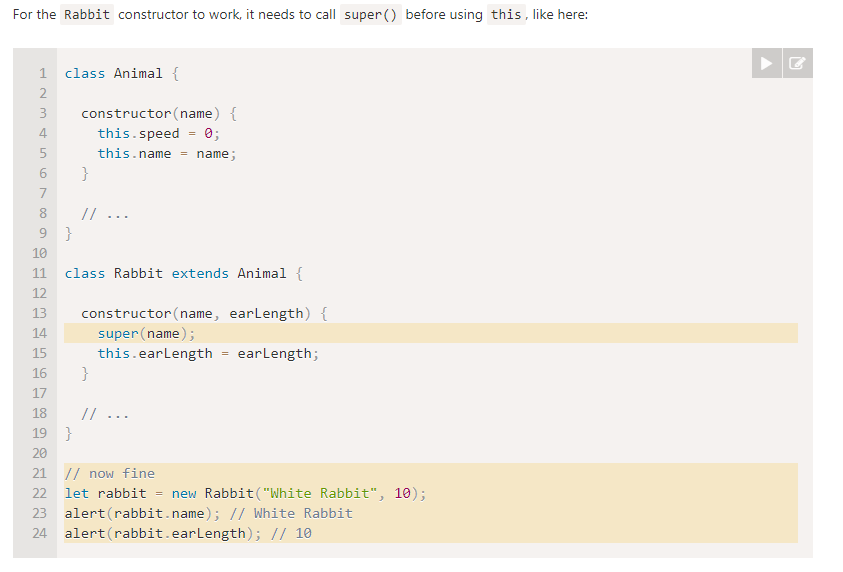 For the Rabbit constructor to work, it needs to call super() before using this, like here:
1 class Animal {
2
3   constructor(name) {
4     this.speed = 0;
5     this.name = name;
6   }
7
8   // ...
9 }
10
11 class Rabbit extends Animal {
12
13   constructor(name, earLength) {
14     super(name);
15     this.earLength = earLength;
16   }
17
18   // ...
19 }
20
21 // now fine
22 let rabbit = new Rabbit("White Rabbit", 10);
23 alert(rabbit.name); // White Rabbit
24 alert(rabbit.earLength); // 10